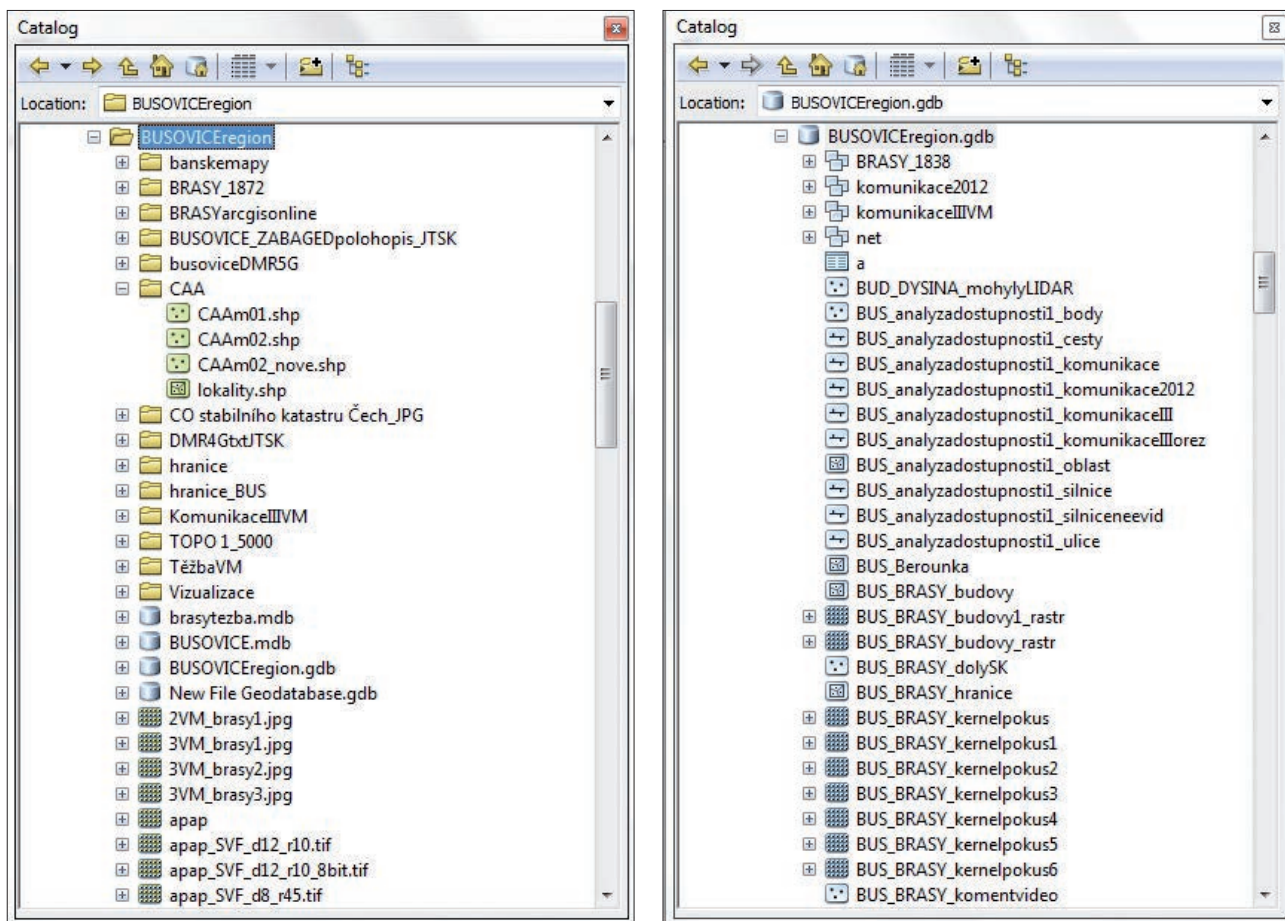 Catalog
Location: BUSOVICEregion
BUSOVICEregion
banskemapy
BRASY_1872
BRASYarcgisonline
BUSOVICE_ZABAGEDpolohopis_JTSK
busoviceDMR5G
CAA
CAAm01.shp
CAAm02.shp
CAAm02_nove.shp
lokality.shp
CO stabilního katastru Čech_JPG
DMR4GtxtJTSK
hranice
hranice_BUS
KomunikaceIIIVM
TOPO 1_5000
TěžbaVM
Vizualizace
brasytezba.mdb
BUSOVICE.mdb
BUSOVICEregion.gdb
New File Geodatabase.gdb
2VM_brasy1.jpg
3VM_brasy1.jpg
3VM_brasy2.jpg
3VM_brasy3.jpg
apap
apap_SVF_d12_r10.tif
apap_SVF_d12_r10_8bit.tif
apap_SVF_d8_r45.tif
Catalog
Location: BUSOVICEregion.gdb
BUSOVICEregion.gdb
BRASY_1838
komunikace2012
komunikaceIIIVM
net
a
BUD_DYSINA_mohylyLIDAR
BUS_analyzadostupnosti1_body
BUS_analyzadostupnosti1_cesty
BUS_analyzadostupnosti1_komunikace
BUS_analyzadostupnosti1_komunikace2012
BUS_analyzadostupnosti1_komunikaceIII
BUS_analyzadostupnosti1_komunikaceIIIorez
BUS_analyzadostupnosti1_oblast
BUS_analyzadostupnosti1_silnice
BUS_analyzadostupnosti1_silniceneevid
BUS_analyzadostupnosti1_ulice
BUS_Berounka
BUS_BRASY_budovy
BUS_BRASY_budovy1_rastr
BUS_BRASY_budovy_rastr
BUS_BRASY_dolySK
BUS_BRASY_hranice
BUS_BRASY_kernelpokus
BUS_BRASY_kernelpokus1
BUS_BRASY_kernelpokus2
BUS_BRASY_kernelpokus3
BUS_BRASY_kernelpokus4
BUS_BRASY_kernelpokus5
BUS_BRASY_kernelpokus6
BUS_BRASY_komentvideo